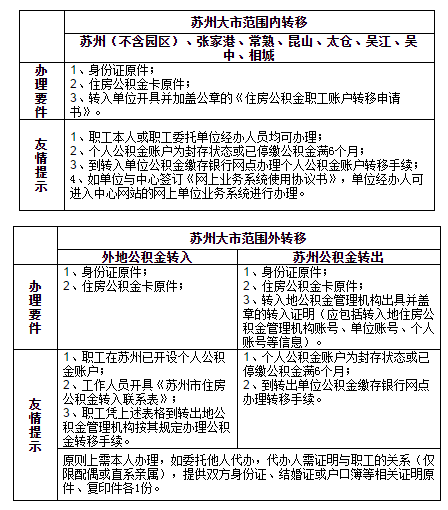 苏州大市范围内转移
苏州（不含园区）、张家港、常熟、昆山、太仓、吴江、吴
中、相城
办理要件
1、身份证原件；
2、住房公积金卡原件；
3、转入单位开具并加盖公章的《住房公积金职工账户转移申请
书》。
友情提示
1、职工本人或职工委托单位经办人员均可办理；
2、个人公积金账户为封存状态或已停缴公积金满6个月；
3、到转入单位公积金缴存银行网点办理个人公积金账户转移手续；
4、如单位与中心签订《网上业务系统使用协议书》，单位经办人可
进入中心网站的网上单位业务系统进行办理。
苏州大市范围外转移
外地公积金转入
苏州公积金转出
办理要件
1、身份证原件；
2、住房公积金卡原件；
1、身份证原件；
2、住房公积金卡原件；
3、转入地公积金管理机构出具并盖
章的转入证明（应包括转入地住房公
积金管理机构账号、单位账号、个人
账号等信息）。
友情提示
1、职工在苏州已开设个人公积
金账户；
2、工作人员开具《苏州市住房
公积金转入联系表》；
3、职工凭上述表格到转出地公
积金管理机构按其规定办理公积
金转移手续。
1、个人公积金账户为封存状态或已
停缴公积金满6个月；
2、到转出单位公积金缴存银行网点
办理转移手续。
原则上需本人办理，如委托他人代办，代办人需证明与职工的关系（仅
限配偶或直系亲属），提供双方身份证、结婚证或户口簿等相关证明原
件、复印件各1份。